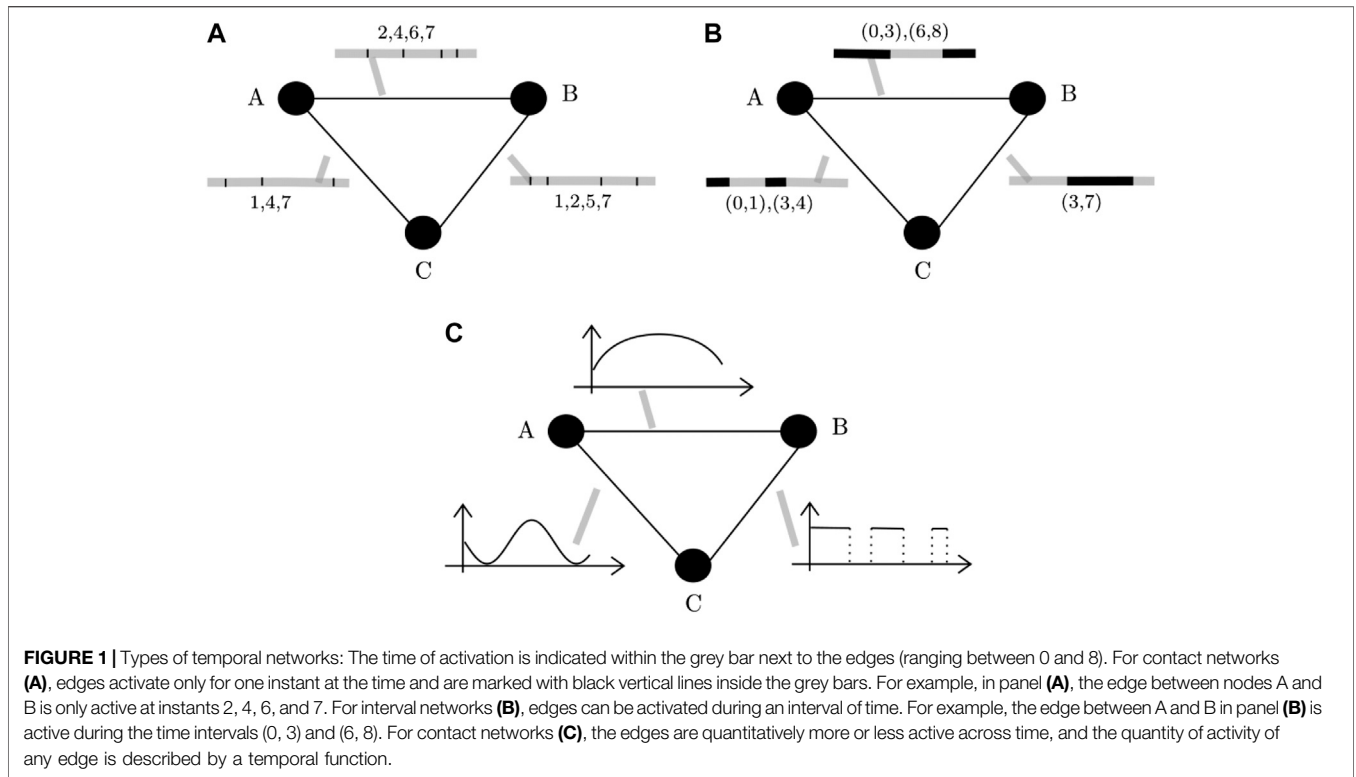 A
2,4,6,7
A
B
1,4,7
1,2,5,7
C
B
(0,3),(6,8)
A
B
(0,1),(3,4)
(3,7)
C
C
A
B
C
FIGURE 1 | Types of temporal networks: The time of activation is indicated within the grey bar next to the edges (ranging between 0 and 8). For contact networks
(A), edges activate only for one instant at the time and are marked with black vertical lines inside the grey bars. For example, in panel (A), the edge between nodes A and
B is only active at instants 2, 4, 6, and 7. For interval networks (B), edges can be activated during an interval of time. For example, the edge between A and B in panel (B) is
active during the time intervals (0, 3) and (6, 8). For contact networks (C), the edges are quantitatively more or less active across time, and the quantity of activity of
any edge is described by a temporal function.